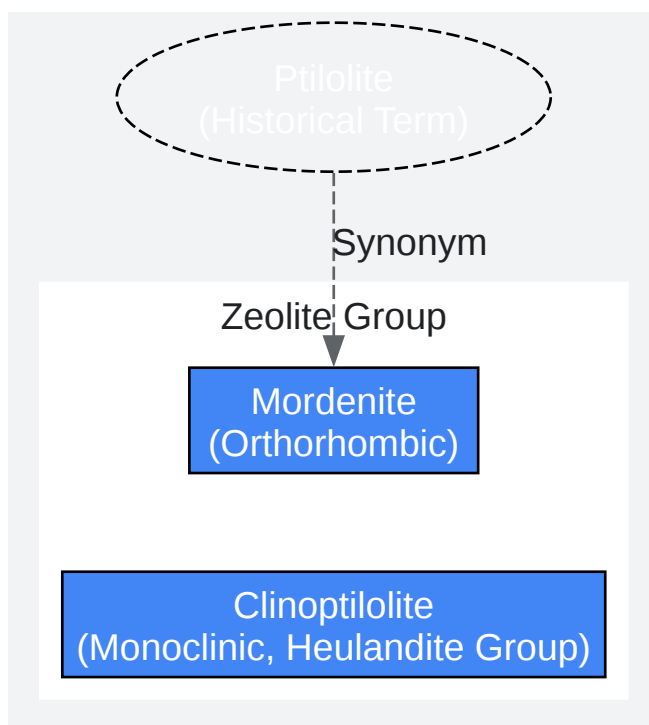 Ptilolite
(Historical Term)
Synonym
Zeolite Group
Mordenite
(Orthorhombic)
Clinoptilolite
(Monoclinic, Heulandite Group)